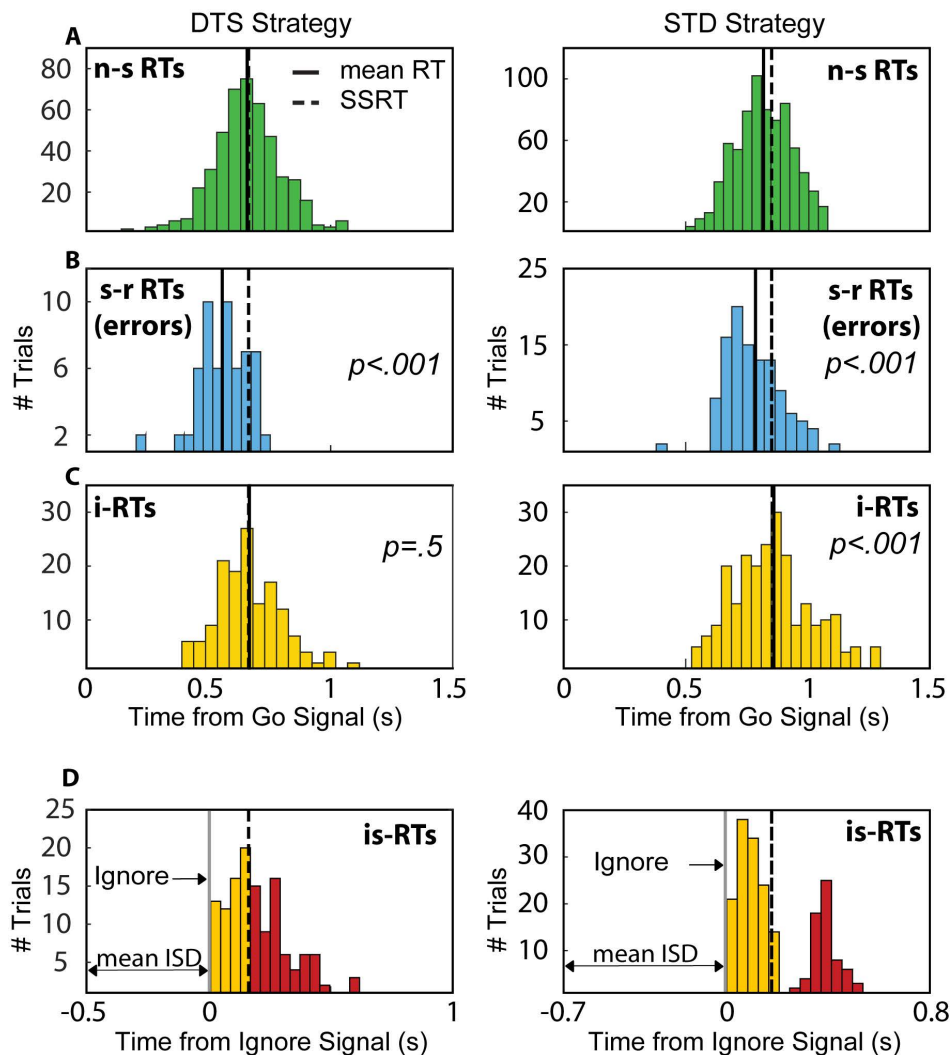 DTS Strategy
STD Strategy
A
n-s RTs
mean RT
SSRT
80
60
40
20
n-s RTs
100
60
20
B
s-r RTs
(errors)
p<.001
10
6
2
# Trials
s-r RTs
(errors)
p<.001
25
15
5
# Trials
C
i-RTs
p=.5
30
20
10
0
0.5
1
1.5
Time from Go Signal (s)
i-RTs
p<.001
30
20
10
0
0.5
1
1.5
Time from Go Signal (s)
D
is-RTs
Ignore
mean ISD
25
20
15
10
5
# Trials
-0.5
0
1
Time from Ignore Signal (s)
is-RTs
Ignore
mean ISD
40
30
20
10
# Trials
-0.7
0
0.8
Time from Ignore Signal (s)